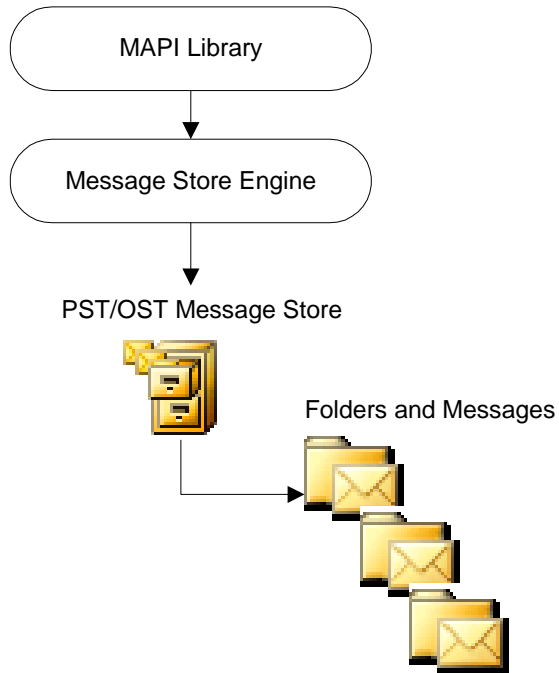 MAPI Library
Message Store Engine
PST/OST Message Store
Folders and Messages